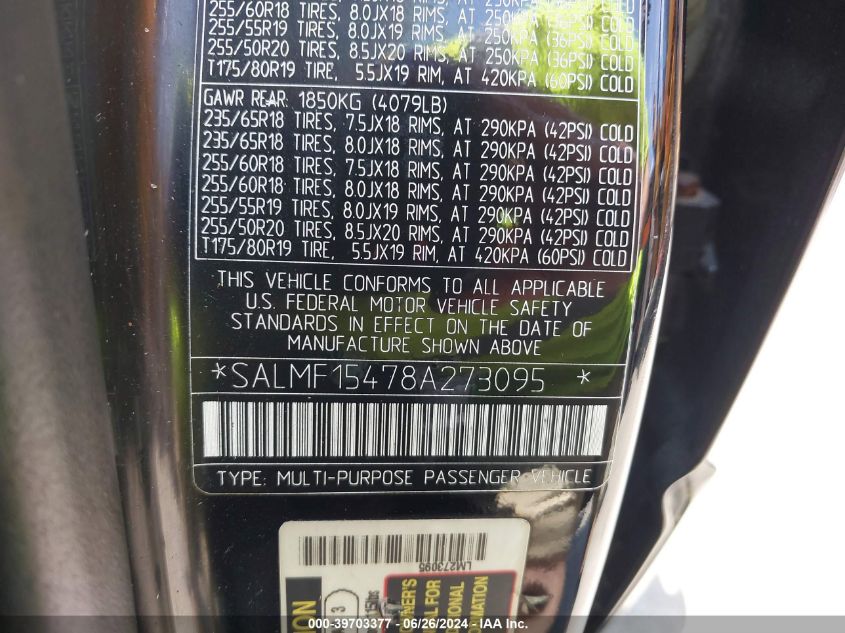 255/60R18 TIRES, 8.0JX18 RIMS, AT 250KPA
255/55R19 TIRES, 8.0JX19 RIMS, AT 250KPA (36PSI) COLD
255/50R20 TIRES, 8.5JX20 RIMS, AT 250KPA (36PSI) COLD
T175/80R19 TIRE, 5.5JX19 RIM, AT 420KPA (60PSI) COLD
GAWR REAR: 1850KG (4079LB)
235/65R18 TIRES, 7.5JX18 RIMS, AT 290KPA (42PSI) COLD
235/65R18 TIRES, 8.0JX18 RIMS, AT 290KPA (42PSI) COLD
255/60R18 TIRES, 7.5JX18 RIMS, AT 290KPA (42PSI) COLD
255/60R18 TIRES, 8.0JX18 RIMS, AT 290KPA (42PSI) COLD
255/55R19 TIRES, 8.0JX19 RIMS, AT 290KPA (42PSI) COLD
255/50R20 TIRES, 8.5JX20 RIMS, AT 290KPA (42PSI) COLD
T175/80R19 TIRE, 5.5JX19 RIM, AT 420KPA (60PSI) COLD
THIS VEHICLE CONFORMS TO ALL APPLICABLE
U.S. FEDERAL MOTOR VEHICLE SAFETY
STANDARDS IN EFFECT ON THE DATE OF
MANUFACTURE SHOWN ABOVE
*SALMF15478A273095 *
TYPE: MULTI-PURPOSE PASSENGER VEHICLE
LM273095
3
000-39703377 - 06/26/2024 - IAA Inc.